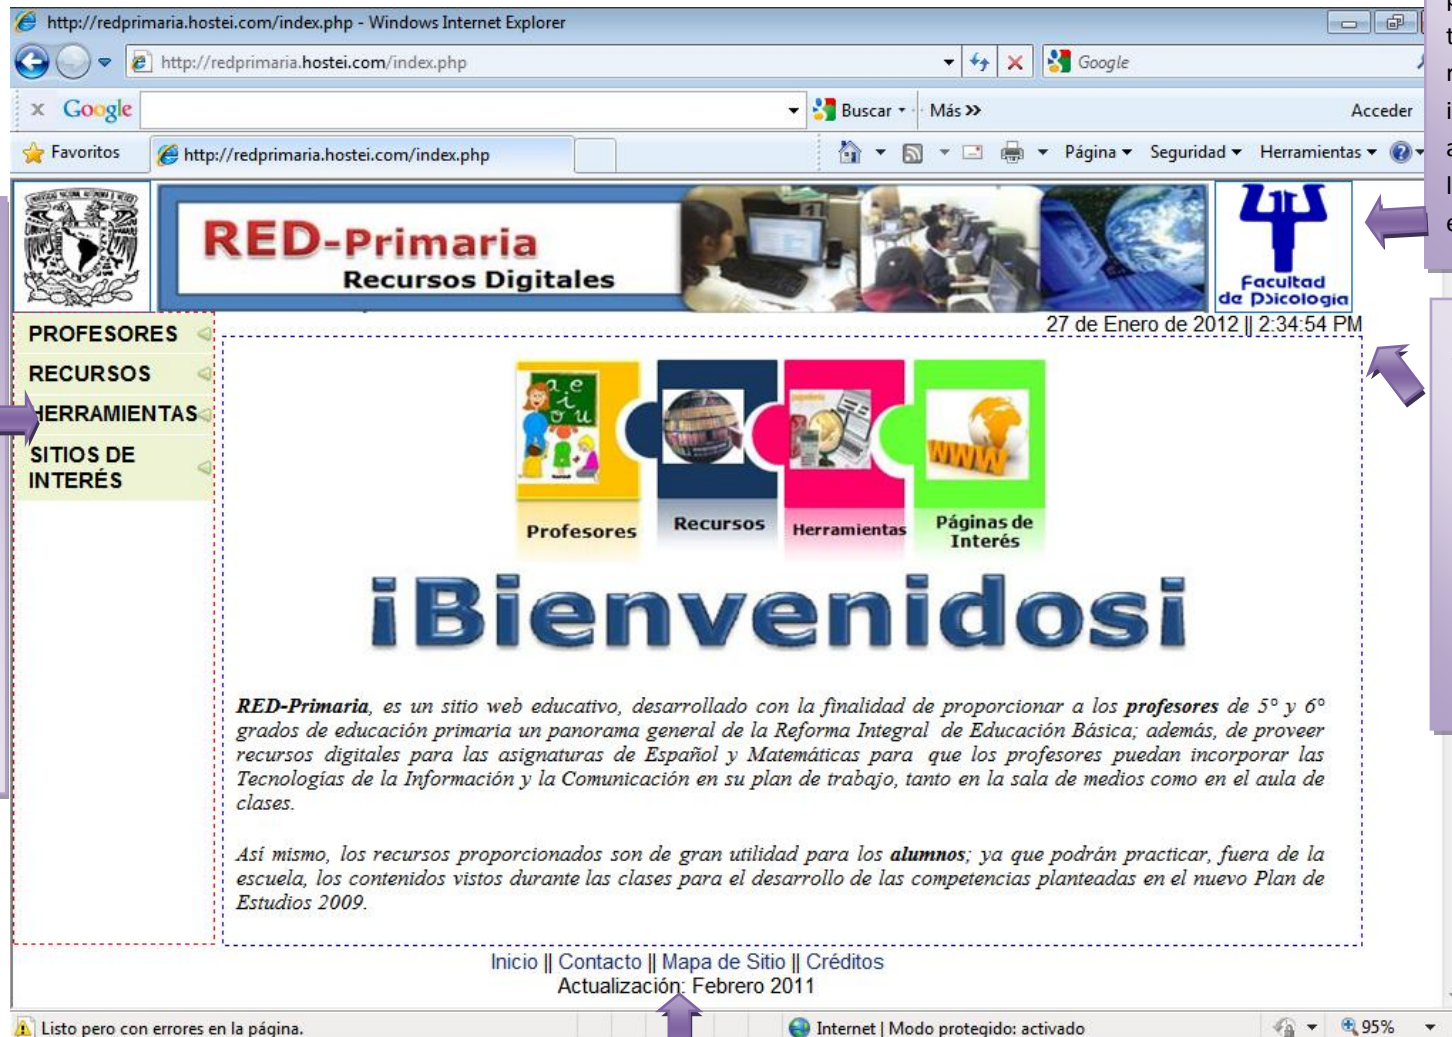 http://redprimaria.hostei.com/index.php - Windows Internet Explorer
http://redprimaria.hostei.com/index.php
Google
Google
Buscar
Más >>
Acceder
Favoritos
http://redprimaria.hostei.com/index.php
Página
Seguridad
Herramientas
RED-Primaria
Recursos Digitales
Facultad
de Psicología
27 de Enero de 2012 || 2:34:54 PM
PROFESORES
RECURSOS
HERRAMIENTAS
SITIOS DE
INTERÉS
a e
i
o u
WWW
Profesores
Recursos
Herramientas
Páginas de
Interés
¡Bienvenidos¡
RED-Primaria, es un sitio web educativo, desarrollado con la finalidad de proporcionar a los profesores de 5° y 6°
grados de educación primaria un panorama general de la Reforma Integral de Educación Básica; además, de proveer
recursos digitales para las asignaturas de Español y Matemáticas para que los profesores puedan incorporar las
Tecnologías de la Información y la Comunicación en su plan de trabajo, tanto en la sala de medios como en el aula de
clases.
Así mismo, los recursos proporcionados son de gran utilidad para los alumnos; ya que podrán practicar, fuera de la
escuela, los contenidos vistos durante las clases para el desarrollo de las competencias planteadas en el nuevo Plan de
Estudios 2009.
Inicio || Contacto || Mapa de Sitio || Créditos
Actualización: Febrero 2011
Listo pero con errores en la página.
Internet | Modo protegido: activado
95%